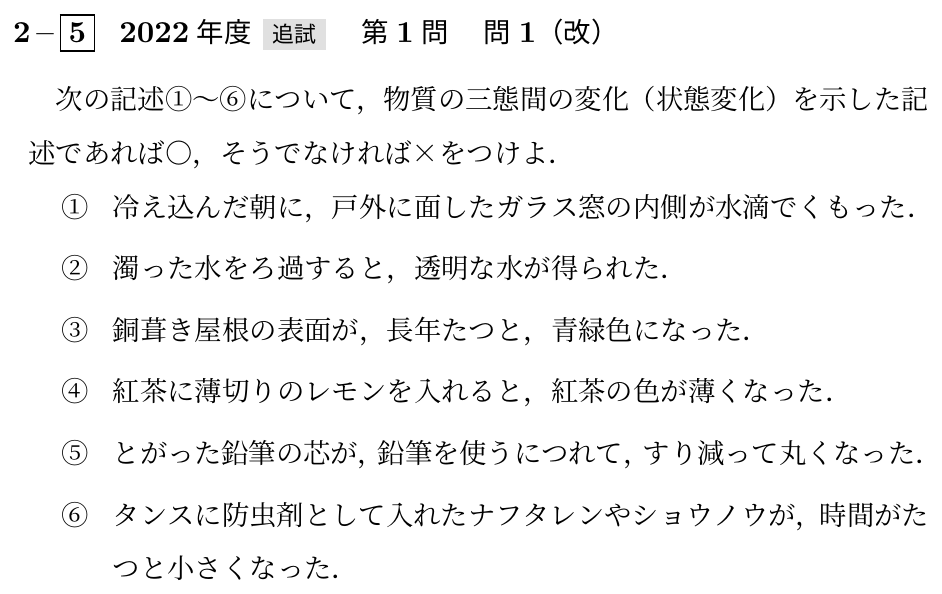 2－5 2022年度 追試 第1問 問1（改）
次の記述①～⑥について，物質の三態間の変化（状態変化）を示した記
述であれば○，そうでなければ×をつけよ．
① 冷え込んだ朝に，戸外に面したガラス窓の内側が水滴でくもった．
② 濁った水をろ過すると，透明な水が得られた．
③ 銅葺き屋根の表面が，長年たつと，青緑色になった．
④ 紅茶に薄切りのレモンを入れると，紅茶の色が薄くなった．
⑤ とがった鉛筆の芯が，鉛筆を使うにつれて，すり減って丸くなった．
⑥ タンスに防虫剤として入れたナフタレンやショウノウが，時間がた
つと小さくなった．